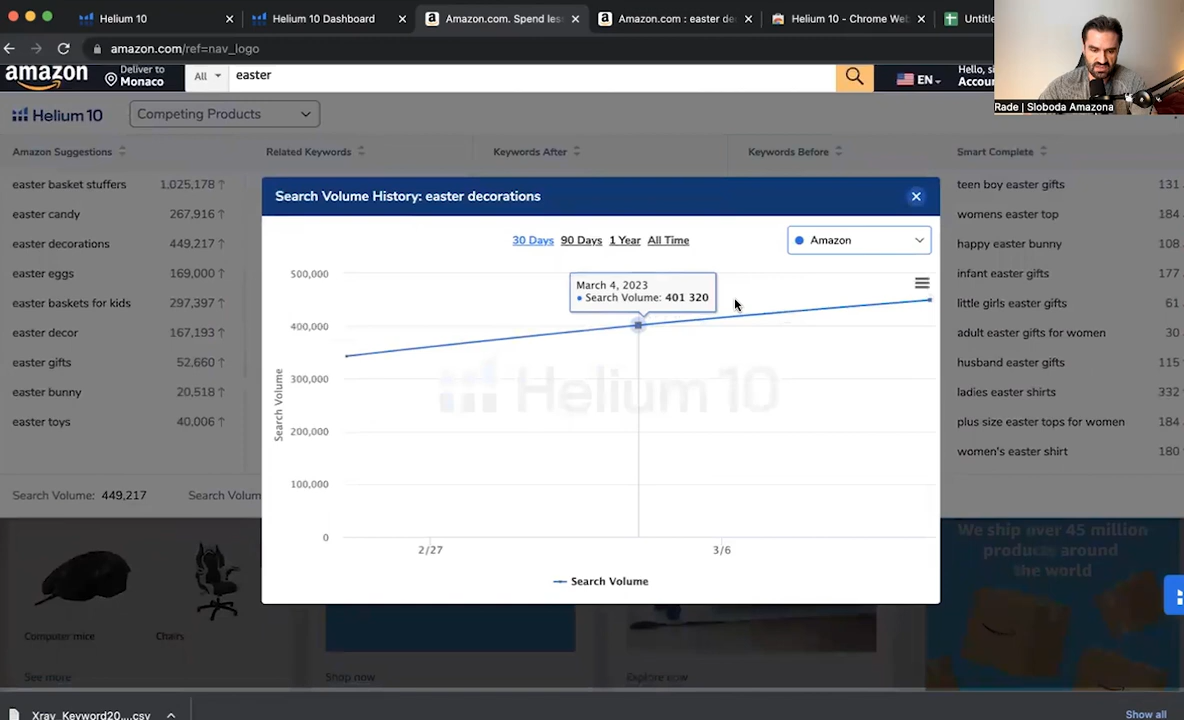 Helium 10
Helium 10 Dashboard
Amazon.com. Spend les
Amazon.com : easter de
Helium 10 - Chrome Web
Untitle
amazon.com/ref=nav_logo
amazon
Deliver to
Monaco
All
easter
EN
Hello, si
Accou
Rade | Sloboda Amazona
Helium 10
Competing Products
Amazon Suggestions
Related Keywords
Keywords After
Keywords Before
Smart Complete
easter basket stuffers 1,025,178
easter candy 267,916
easter decorations 449,217
easter eggs 169,000
easter baskets for kids 297,397
easter decor 167,193
easter gifts 52,660
easter bunny 20,518
easter toys 40,006
Search Volume: 449,217
Search Volum
Search Volume History: easter decorations
30 Days 90 Days 1 Year All Time
Amazon
March 4, 2023
Search Volume: 401 320
500,000
400,000
300,000
200,000
100,000
0
Search Volume
Helium 10
2/27
3/6
Search Volume
teen boy easter gifts 131
womens easter top 184
happy easter bunny 108
infant easter gifts 177
little girls easter gifts 61
adult easter gifts for women 30
husband easter gifts 115
ladies easter shirts 332
plus size easter tops for women 184
women's easter shirt 180
Computer mice
Chairs
See more
Shop now
Explore now
We ship over 45 million
products around
the world
Xray_Keyword20....csv
Show all